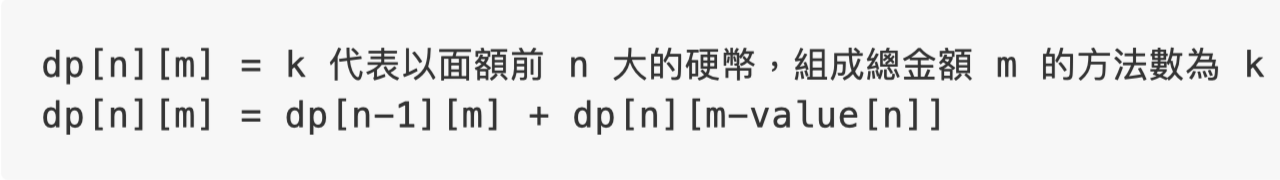 dp[n][m] = k 代表以面額前 n 大的硬幣，組成總金額 m 的方法數為 k
dp[n][m] = dp[n-1][m] + dp[n][m-value[n]]